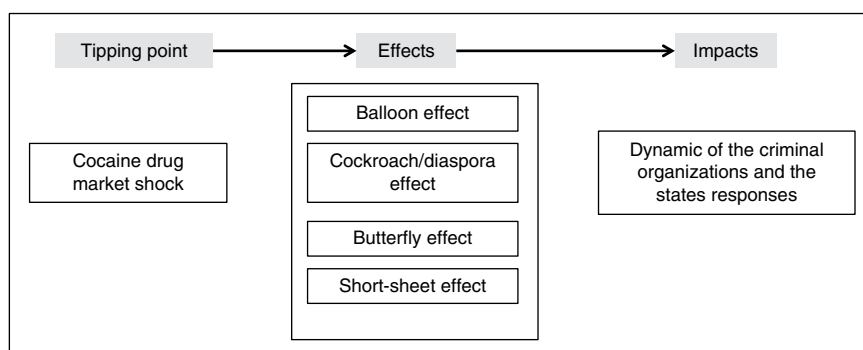 Tipping point
Effects
Impacts
Cocaine drug
market shock
Balloon effect
Cockroach/diaspora
effect
Butterfly effect
Short-sheet effect
Dynamic of the criminal
organizations and the
states responses